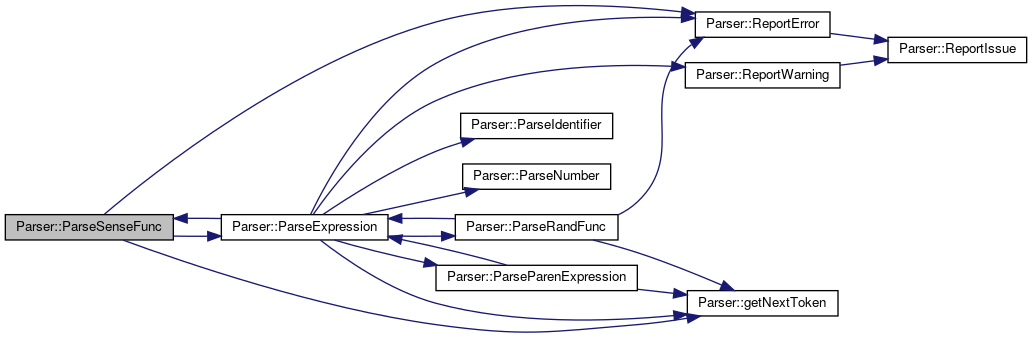 Parser::ReportError
Parser::ReportIssue
Parser::ReportWarning
Parser::ParseIdentifier
Parser::ParseNumber
Parser::ParseSenseFunc
Parser::ParseExpression
Parser::ParseRandFunc
Parser::ParseParenExpression
Parser::getNextToken